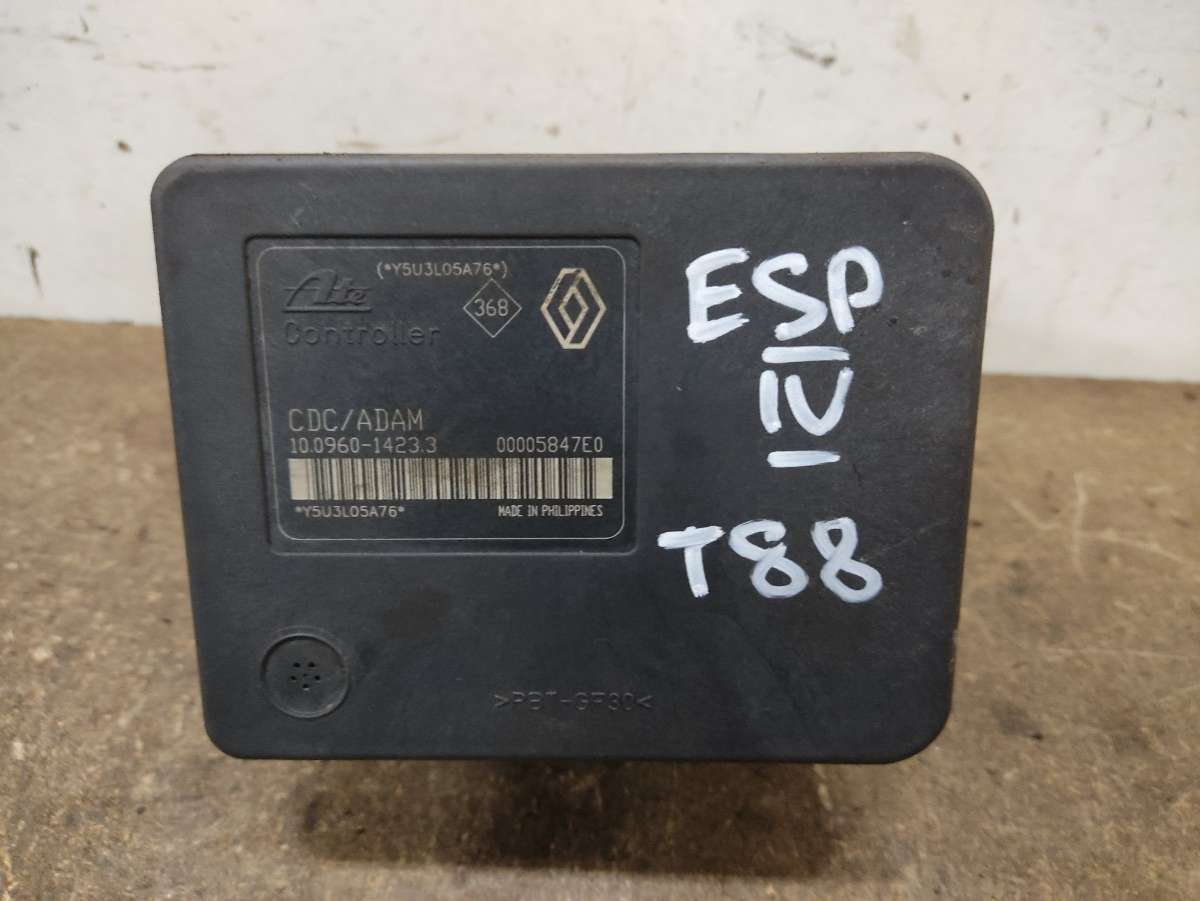 (*Y5U3L05A76*)
Ate
368
Controller
CDC/ADAM
10.0960-1423.3 00005847E0
*Y5U3L05A76*
MADE IN PHILIPPINES
ESP
IV
T88
>PBT-GF30<